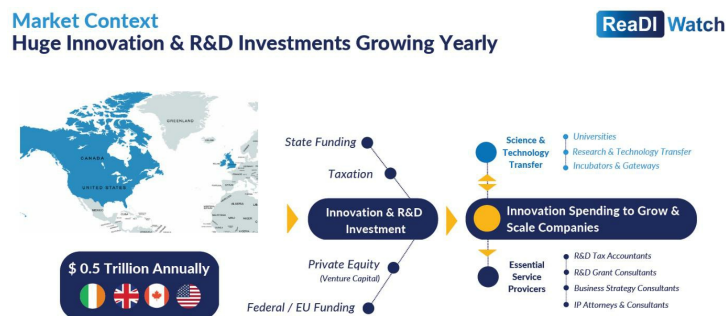 Market Context
Huge Innovation & R&D Investments Growing Yearly
ReaDI Watch
GREENLAND
CANADA
UNITED STATES
$ 0.5 Trillion Annually
State Funding
Taxation
Innovation & R&D
Investment
Private Equity
(Venture Capital)
Federal / EU Funding
Science &
Technology
Transfer
Universities
Research & Technology Transfer
Incubators & Gateways
Innovation Spending to Grow &
Scale Companies
Essential
Service
Provicers
R&D Tax Accountants
R&D Grant Consultants
Business Strategy Consultants
IP Attorneys & Consultants